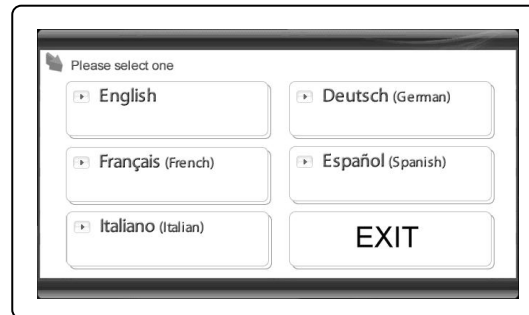 Please select one
English
Deutsch (German)
Français (French)
Español (Spanish)
Italiano (Italian)
EXIT